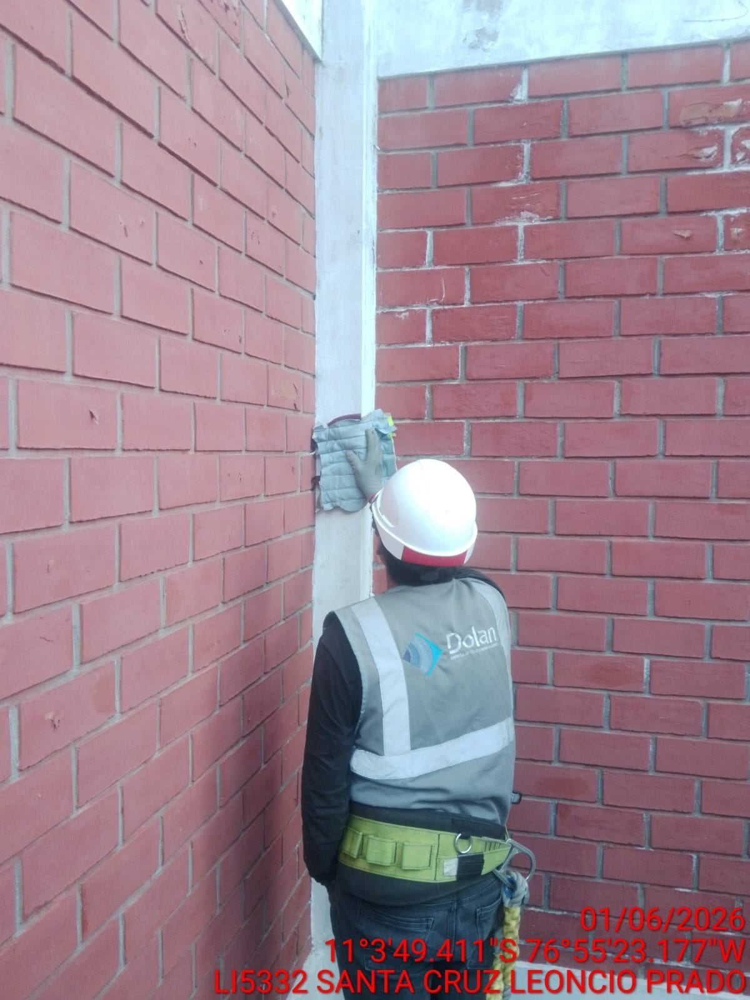 Dolan
01/06/2026
11°3'49.411"S 76°55'23.177"W
LI5332 SANTA CRUZ LEONCIO PRADO